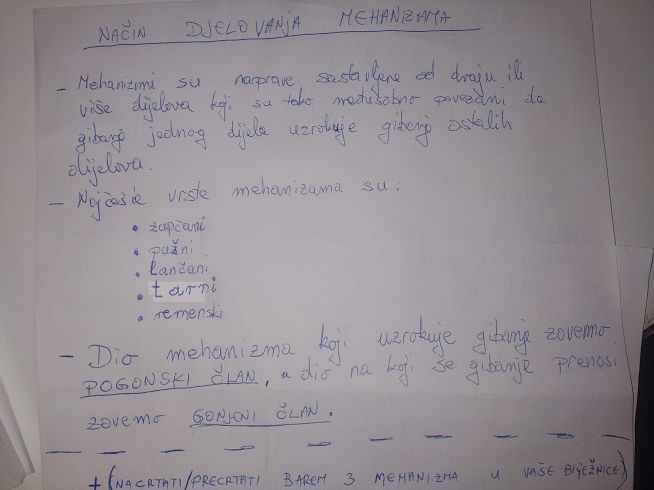 NAČIN DJELOVANJA MEHANIZAMA
- Mehanizmi su naprave sastavljene od dvaju ili
više dijelova koji su tako međusobno povezani da
gibanje jednog dijela uzrokuje gibanje ostalih
dijelova.
- Najčešće vrste mehanizama su:
• zupčani
• pužni
• lančani
• tarni
• remenski
- Dio mehanizma koji uzrokuje gibanje zovemo
POGONSKI ČLAN, a dio na koji se gibanje prenosi
zovemo GONJENI ČLAN.
+ (NACRTATI/PRECRTATI BAREM 3 MEHANIZMA U VAŠE BILJEŽNICE)